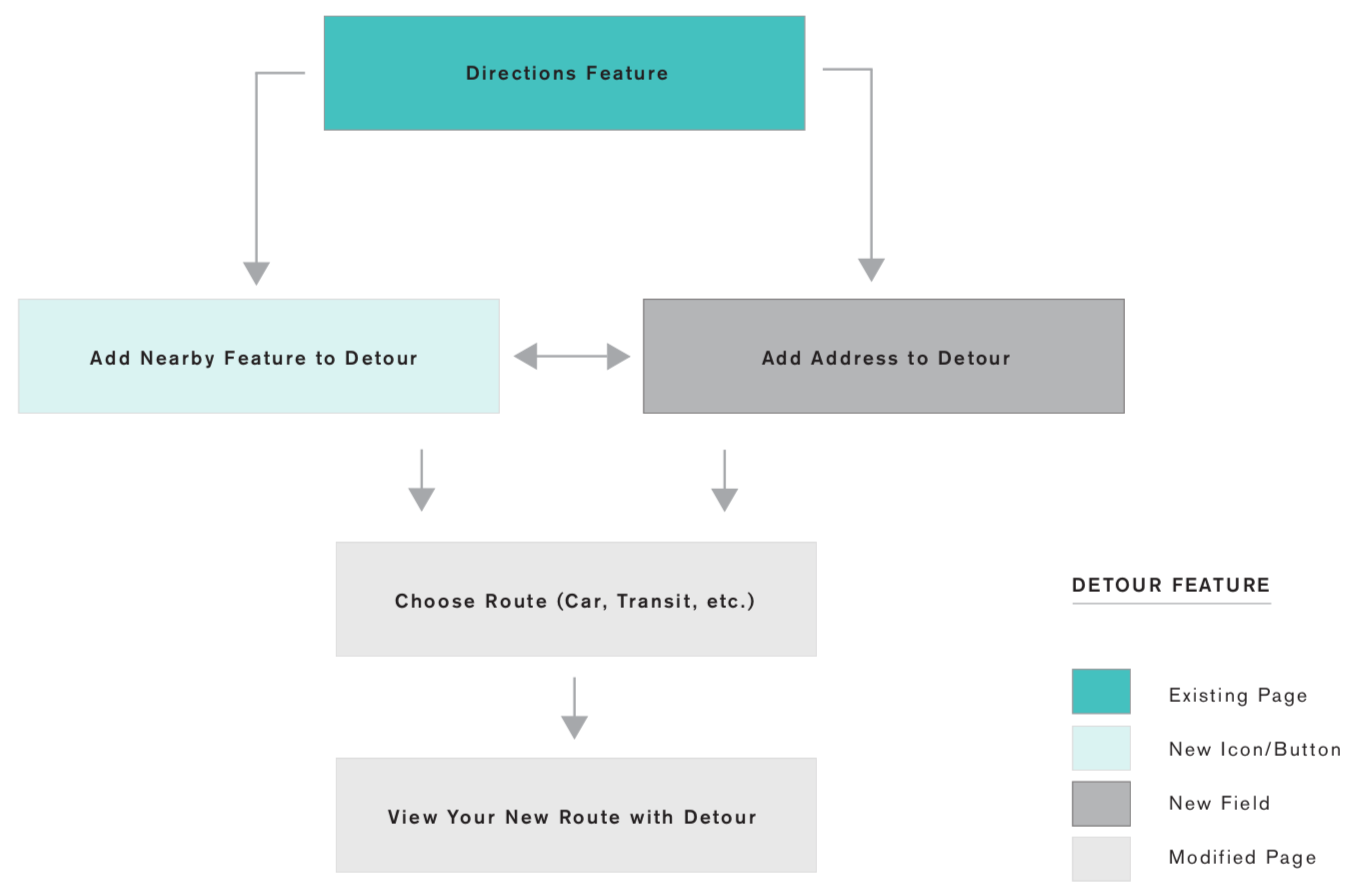 Directions Feature
Add Nearby Feature to Detour
Add Address to Detour
Choose Route (Car, Transit, etc.)
View Your New Route with Detour
DETOUR FEATURE
Existing Page
New Icon/Button
New Field
Modified Page